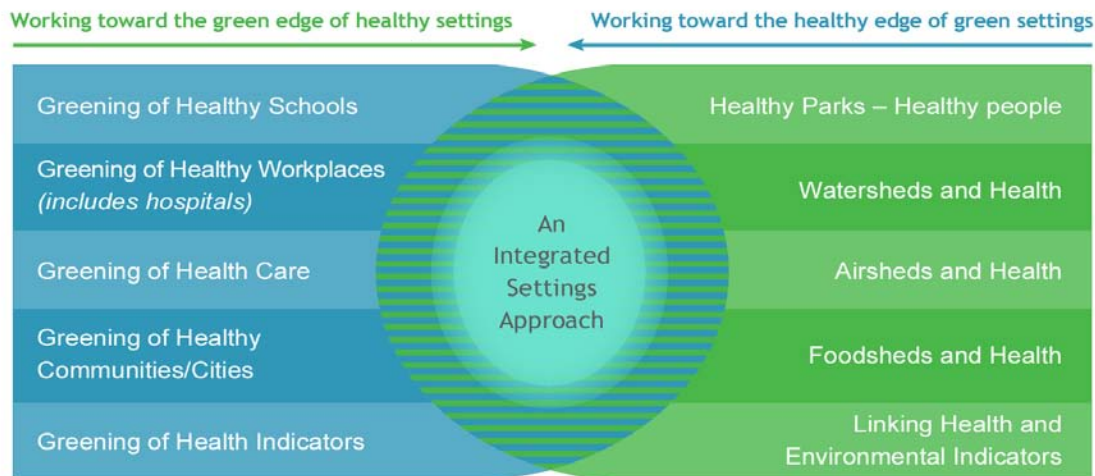 Working toward the green edge of healthy settings
Working toward the healthy edge of green settings
Greening of Healthy Schools
Greening of Healthy Workplaces
(includes hospitals)
Greening of Health Care
Greening of Healthy
Communities/Cities
Greening of Health Indicators
An
Integrated
Settings
Approach
Healthy Parks – Healthy people
Watersheds and Health
Airsheds and Health
Foodsheds and Health
Linking Health and
Environmental Indicators